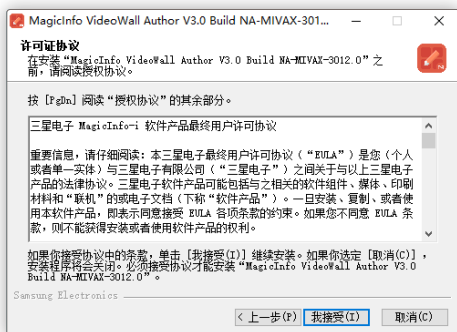 MagicInfo VideoWall Author V3.0 Build NA-MIVAX-301...
许可证协议
在安装“MagicInfo VideoWall Author V3.0 Build NA-MIVAX-3012.0”之
前，请阅读授权协议。
按 [PgDn] 阅读“授权协议”的其余部分。
三星电子 MagicInfo-i 软件产品最终用户许可协议
重要信息，请仔细阅读：本三星电子最终用户许可协议（“EULA”）是您（个人
或者单一实体）与三星电子有限公司（“三星电子”）之间关于与以上三星电子
产品的法律协议。三星电子软件产品可能包括与之相关的软件组件、媒体、印刷
材料和“联机”的或电子文档（下称“软件产品”）。一旦安装、复制、或者使
用本软件产品，即表示同意接受 EULA 各项条款的约束。如果您不同意 EULA 条
款，则不能获得安装或者使用软件产品的权利。
如果你接受协议中的条款，单击 [我接受(I)] 继续安装。如果你选定 [取消(C)] ，
安装程序将会关闭。必须接受协议才能安装“MagicInfo VideoWall Author V3.0
Build NA-MIVAX-3012.0”。
Samsung Electronics
< 上一步(P) 我接受(I) 取消(C)